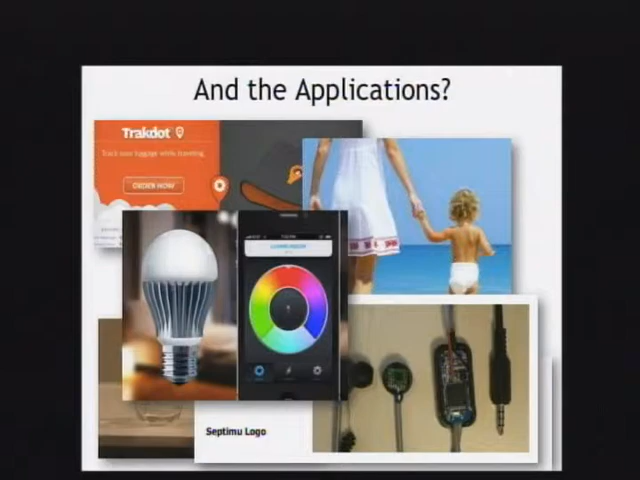 And the Applications?
Trakdot
Track your luggage while traveling.
ORDER NOW
Septimu Logo